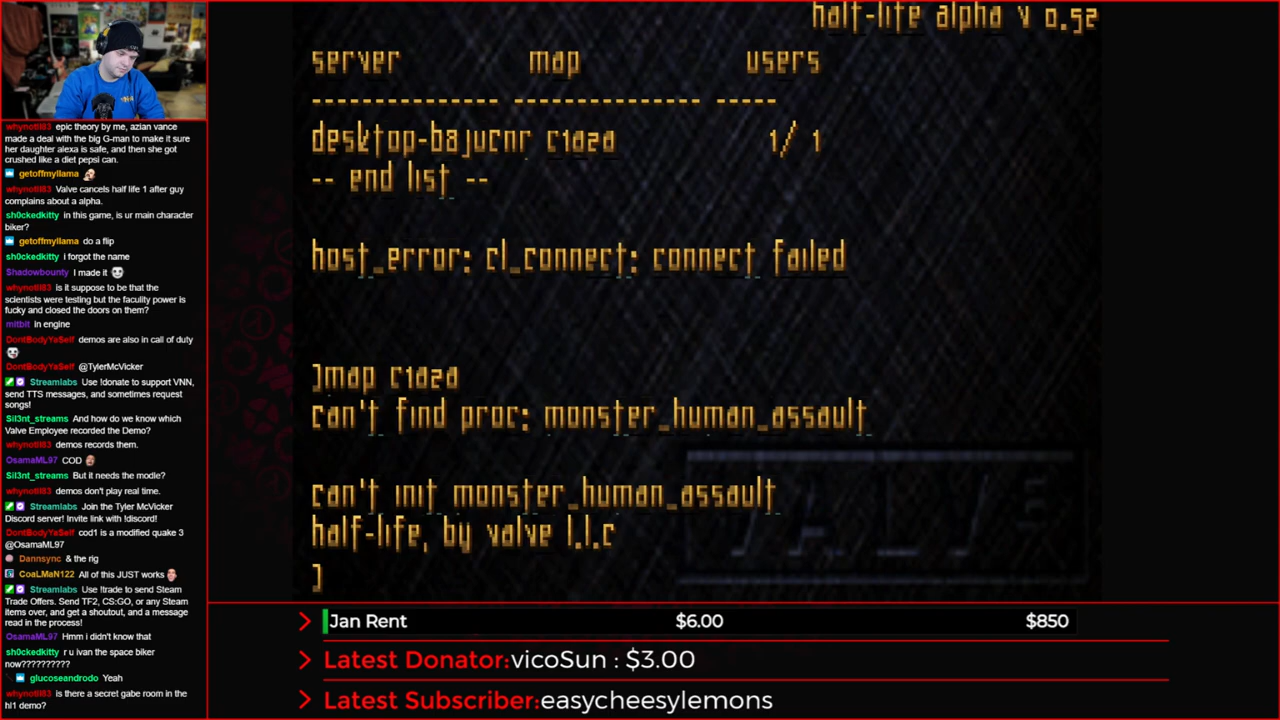 half-life alpha v 0.52
server map users
--------------- --------------- -----
desktop-b8jucnr c1a2a 1/ 1
-- end list --
host_error: cl_connect: connect failed
]map c1a2a
can't find proc: monster_human_assault
can't init monster_human_assault
half-life, by valve l.l.c
]
whynotil83 epic theory by me, azian vance
made a deal with the big G-man to make it sure
her daughter alexa is safe, and then she got
crushed like a diet pepsi can.
getoffmyllama
whynotil83 Valve cancels half life 1 after guy
complains about a alpha.
sh0ckedkitty in this game, is ur main character
biker?
getoffmyllama do a flip
sh0ckedkitty i forgot the name
Shadowbounty I made it
whynotil83 is it suppose to be that the
scientists were testing but the faculity power is
fucky and closed the doors on them?
mitbit in engine
DontBodyYaSelf demos are also in call of duty
DontBodyYaSelf @TylerMcVicker
Streamlabs Use !donate to support VNN,
send TTS messages, and sometimes request
songs!
Sil3nt_streams And how do we know which
Valve Employee recorded the Demo?
whynotil83 demos records them.
OsamaML97 COD
Sil3nt_streams But it needs the modle?
whynotil83 demos don't play real time.
Streamlabs Join the Tyler McVicker
Discord server! Invite link with !discord!
DontBodyYaSelf cod1 is a modified quake 3
@OsamaML97
Dannsync & the rig
CoaLMaN122 All of this JUST works
Streamlabs Use !trade to send Steam
Trade Offers. Send TF2, CS:GO, or any Steam
items over, and get a shoutout, and a message
read in the process!
OsamaML97 Hmm i didn't know that
sh0ckedkitty r u ivan the space biker
now??????????
glucoseandrodo Yeah
whynotil83 is there a secret gabe room in the
hl1 demo?
Jan Rent $6.00 $850
Latest Donator:vicoSun : $3.00
Latest Subscriber:easycheesylemons